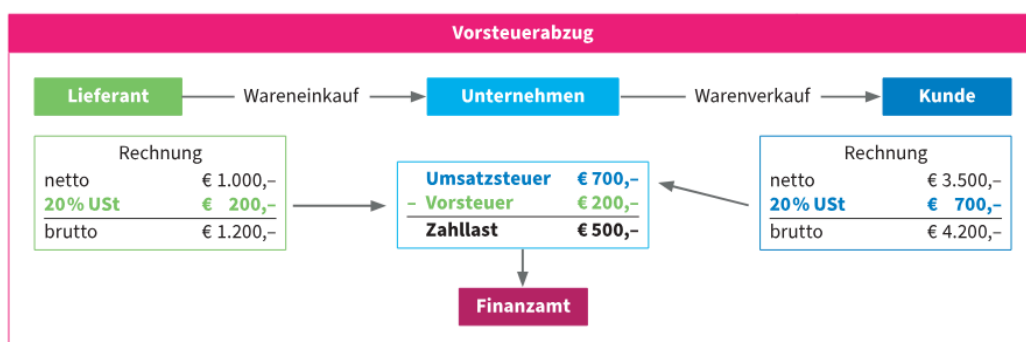 Vorsteuerabzug
Lieferant Wareneinkauf Unternehmen Warenverkauf Kunde
Rechnung
netto € 1.000,–
20% USt € 200,–
brutto € 1.200,–
Umsatzsteuer € 700,–
– Vorsteuer € 200,–
Zahllast € 500,–
Rechnung
netto € 3.500,–
20% USt € 700,–
brutto € 4.200,–
Finanzamt